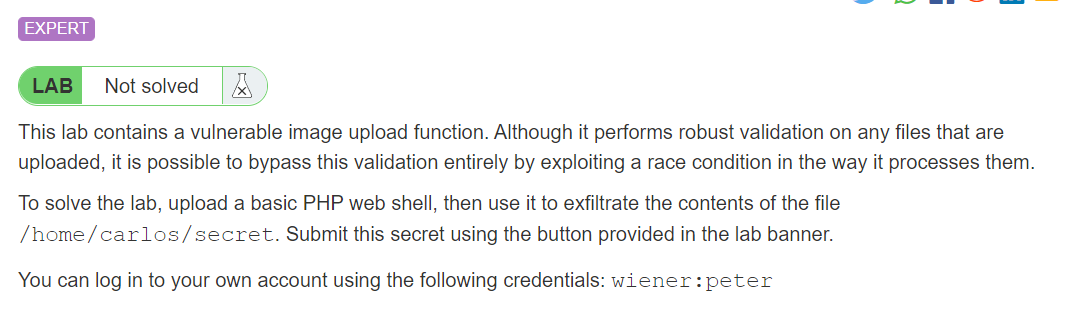 EXPERT
LAB Not solved
This lab contains a vulnerable image upload function. Although it performs robust validation on any files that are
uploaded, it is possible to bypass this validation entirely by exploiting a race condition in the way it processes them.
To solve the lab, upload a basic PHP web shell, then use it to exfiltrate the contents of the file
/home/carlos/secret. Submit this secret using the button provided in the lab banner.
You can log in to your own account using the following credentials: wiener:peter